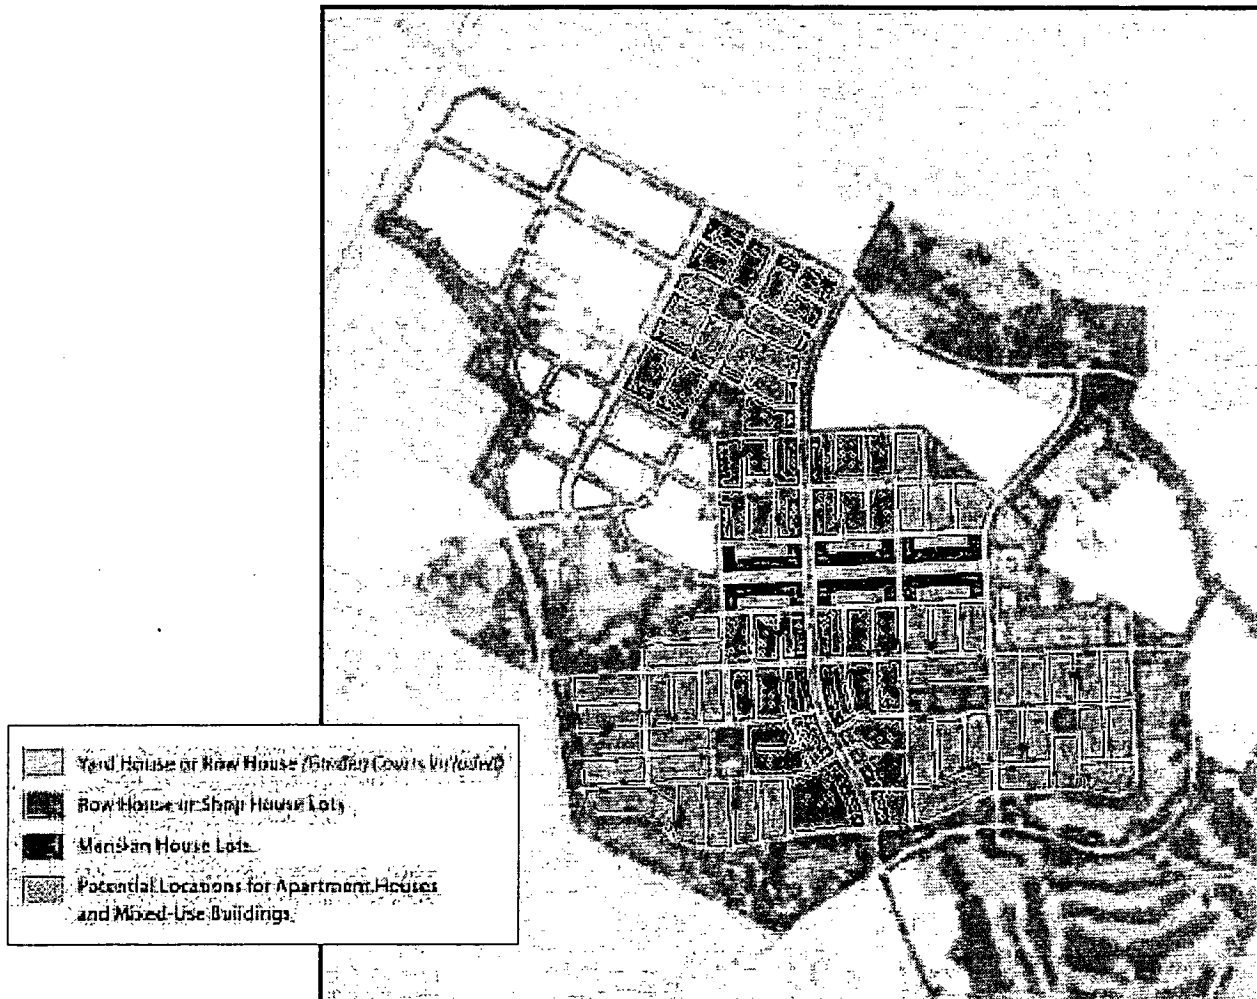 Yard House or Row House (Garden Courts Included)
Row House or Shop House Lots
Mansion House Lots
Potential Locations for Apartment Houses
and Mixed-Use Buildings